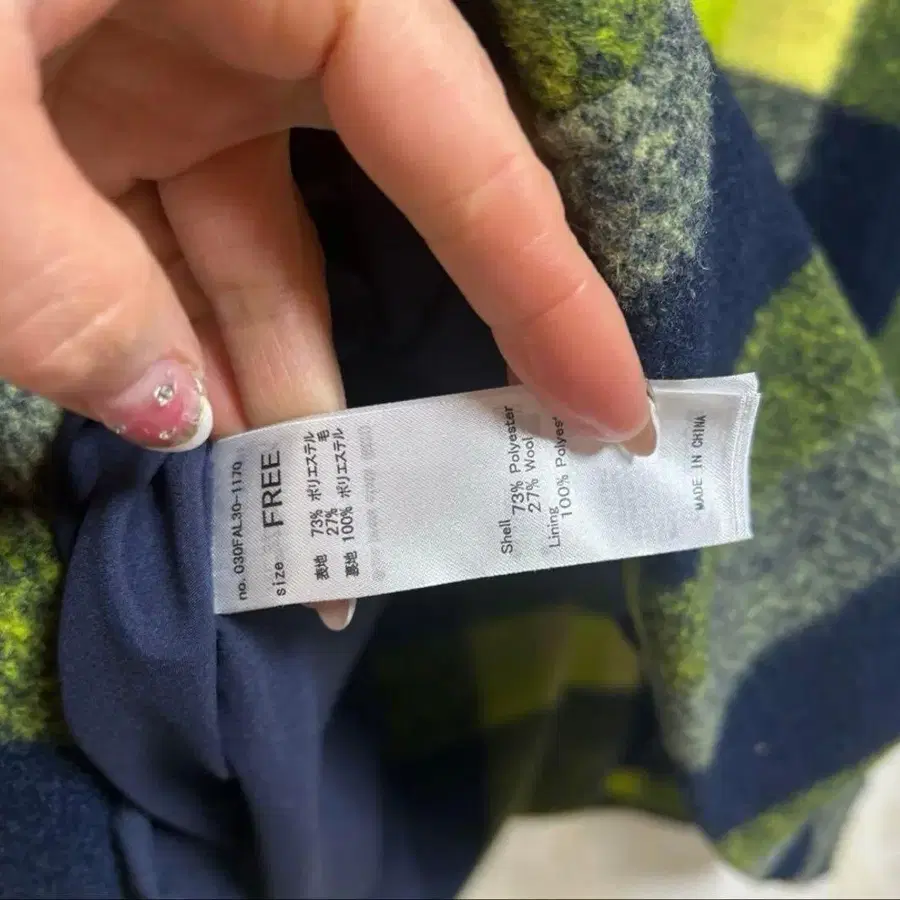 no. 030FAL30-1170
size FREE
表地 73% ポリエステル
27% 毛
裏地 100% ポリエステル
Shell
73% Polyester
27% Wool
Lining
100%
MADE IN CHINA